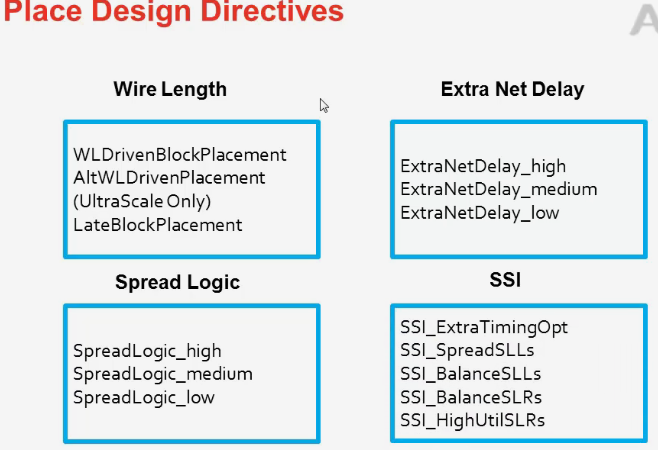 Place Design Directives
A
Wire Length
WLDrivenBlockPlacement
AltWLDrivenPlacement
(UltraScale Only)
LateBlockPlacement
Extra Net Delay
ExtraNetDelay_high
ExtraNetDelay_medium
ExtraNetDelay_low
Spread Logic
SpreadLogic_high
SpreadLogic_medium
SpreadLogic_low
SSI
SSI_ExtraTimingOpt
SSI_SpreadSLLs
SSI_BalanceSLLs
SSI_BalanceSLRs
SSI_HighUtilSLRs